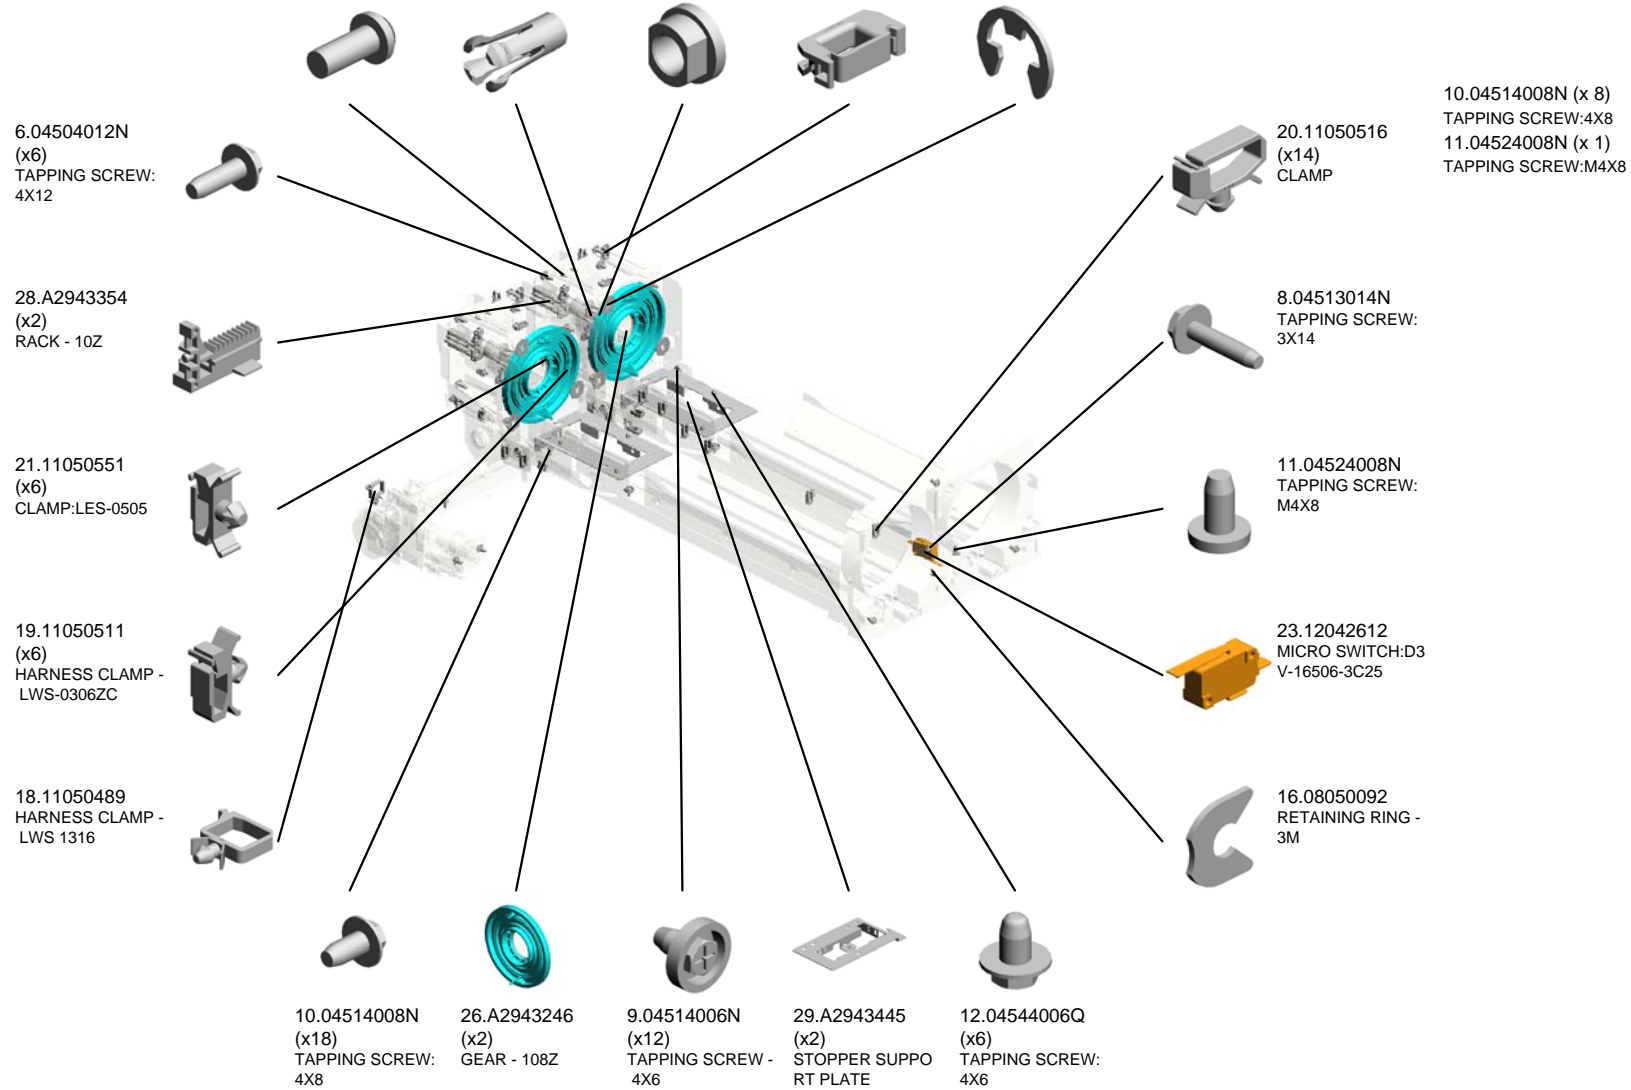 6.04504012N
(x6)
TAPPING SCREW:
4X12
28.A2943354
(x2)
RACK - 10Z
21.11050551
(x6)
CLAMP:LES-0505
19.11050511
(x6)
HARNESS CLAMP -
LWS-0306ZC
18.11050489
HARNESS CLAMP -
LWS 1316
10.04514008N
(x18)
TAPPING SCREW:
4X8
26.A2943246
(x2)
GEAR - 108Z
9.04514006N
(x12)
TAPPING SCREW -
4X6
29.A2943445
(x2)
STOPPER SUPPO
RT PLATE
12.04544006Q
(x6)
TAPPING SCREW:
4X6
20.11050516
(x14)
CLAMP
8.04513014N
TAPPING SCREW:
3X14
11.04524008N
TAPPING SCREW:
M4X8
23.12042612
MICRO SWITCH:D3
V-16506-3C25
16.08050092
RETAINING RING -
3M
10.04514008N (x 8)
TAPPING SCREW:4X8
11.04524008N (x 1)
TAPPING SCREW:M4X8